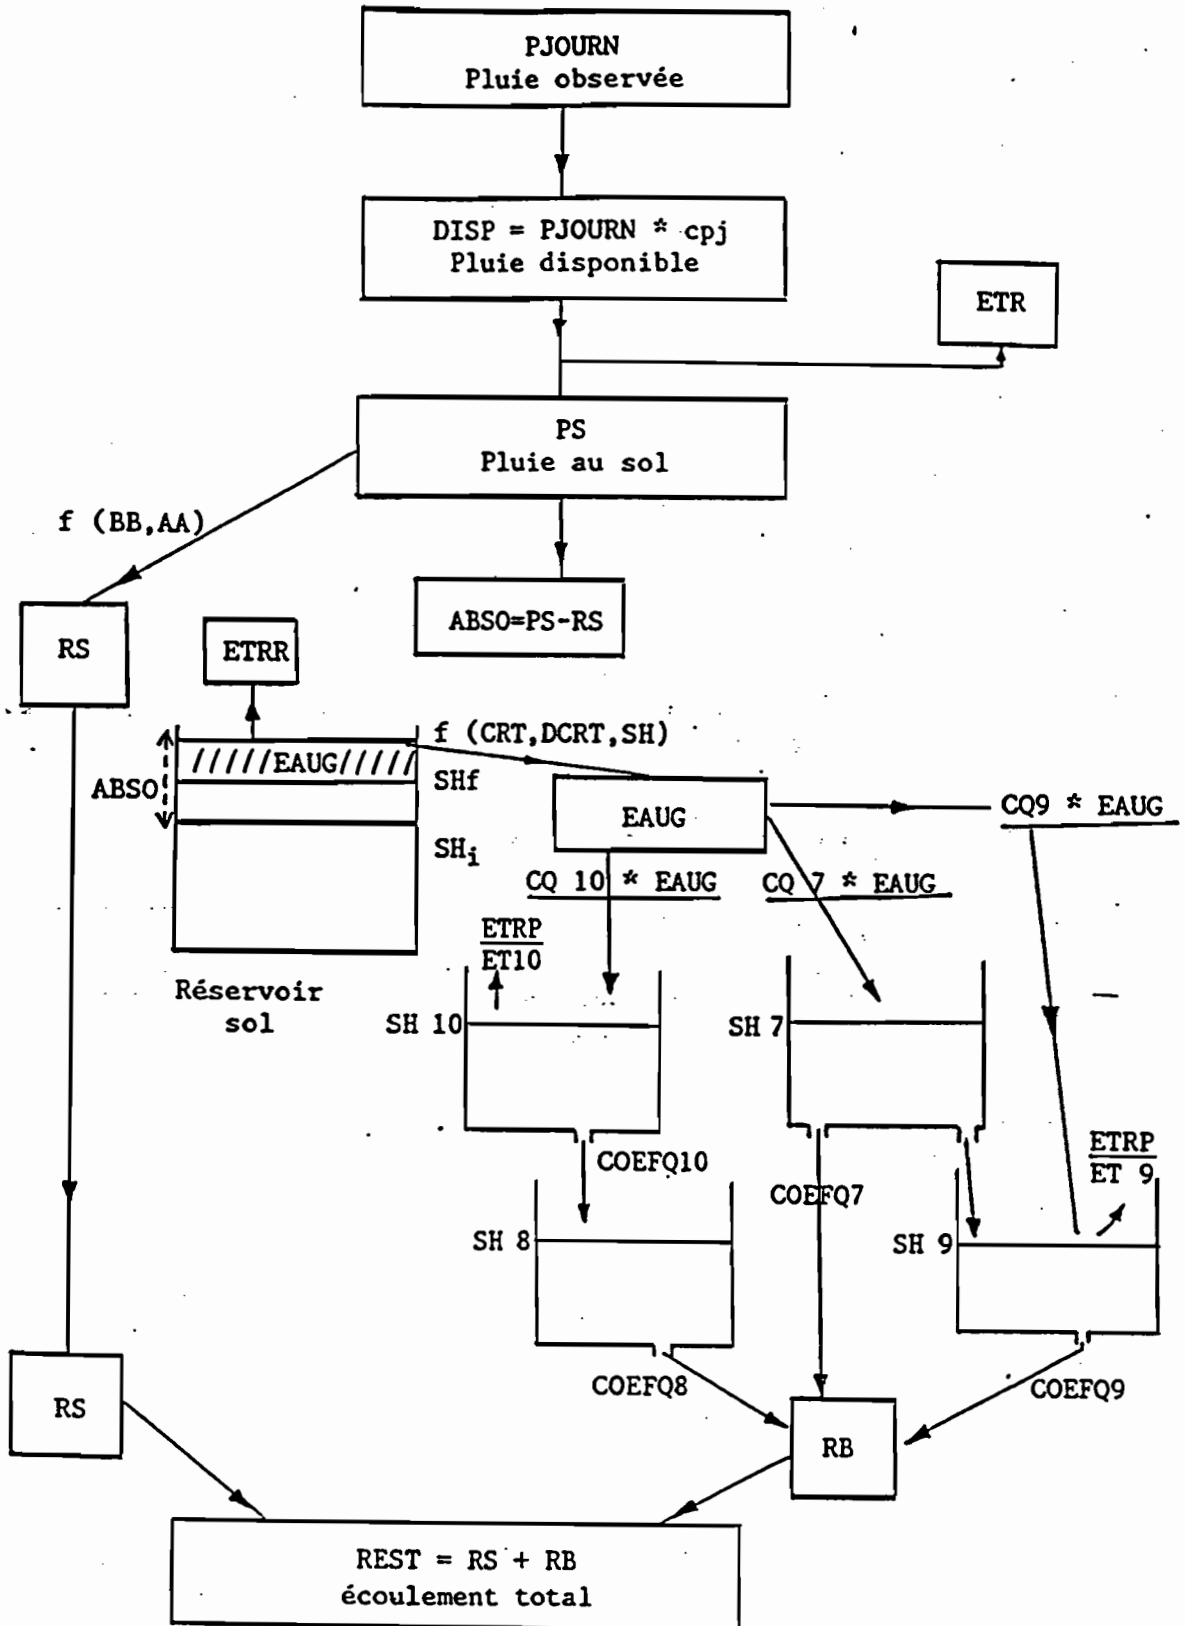 PJOURN
Pluie observée
DISP = PJOURN * cpj
Pluie disponible
ETR
PS
Pluie au sol
f (BB,AA)
ABSO=PS-RS
RS
ETRR
f (CRT,DCRT,SH)
/////EAUG/////
ABSO
SHf
SHi
EAUG
CQ9 * EAUG
CQ 10 * EAUG
CQ 7 * EAUG
ETRP
ET10
Réservoir
sol
SH 10
SH 7
COEFQ10
COEFQ7
ETRP
ET 9
SH 8
SH 9
COEFQ8
COEFQ9
RS
RB
REST = RS + RB
écoulement total